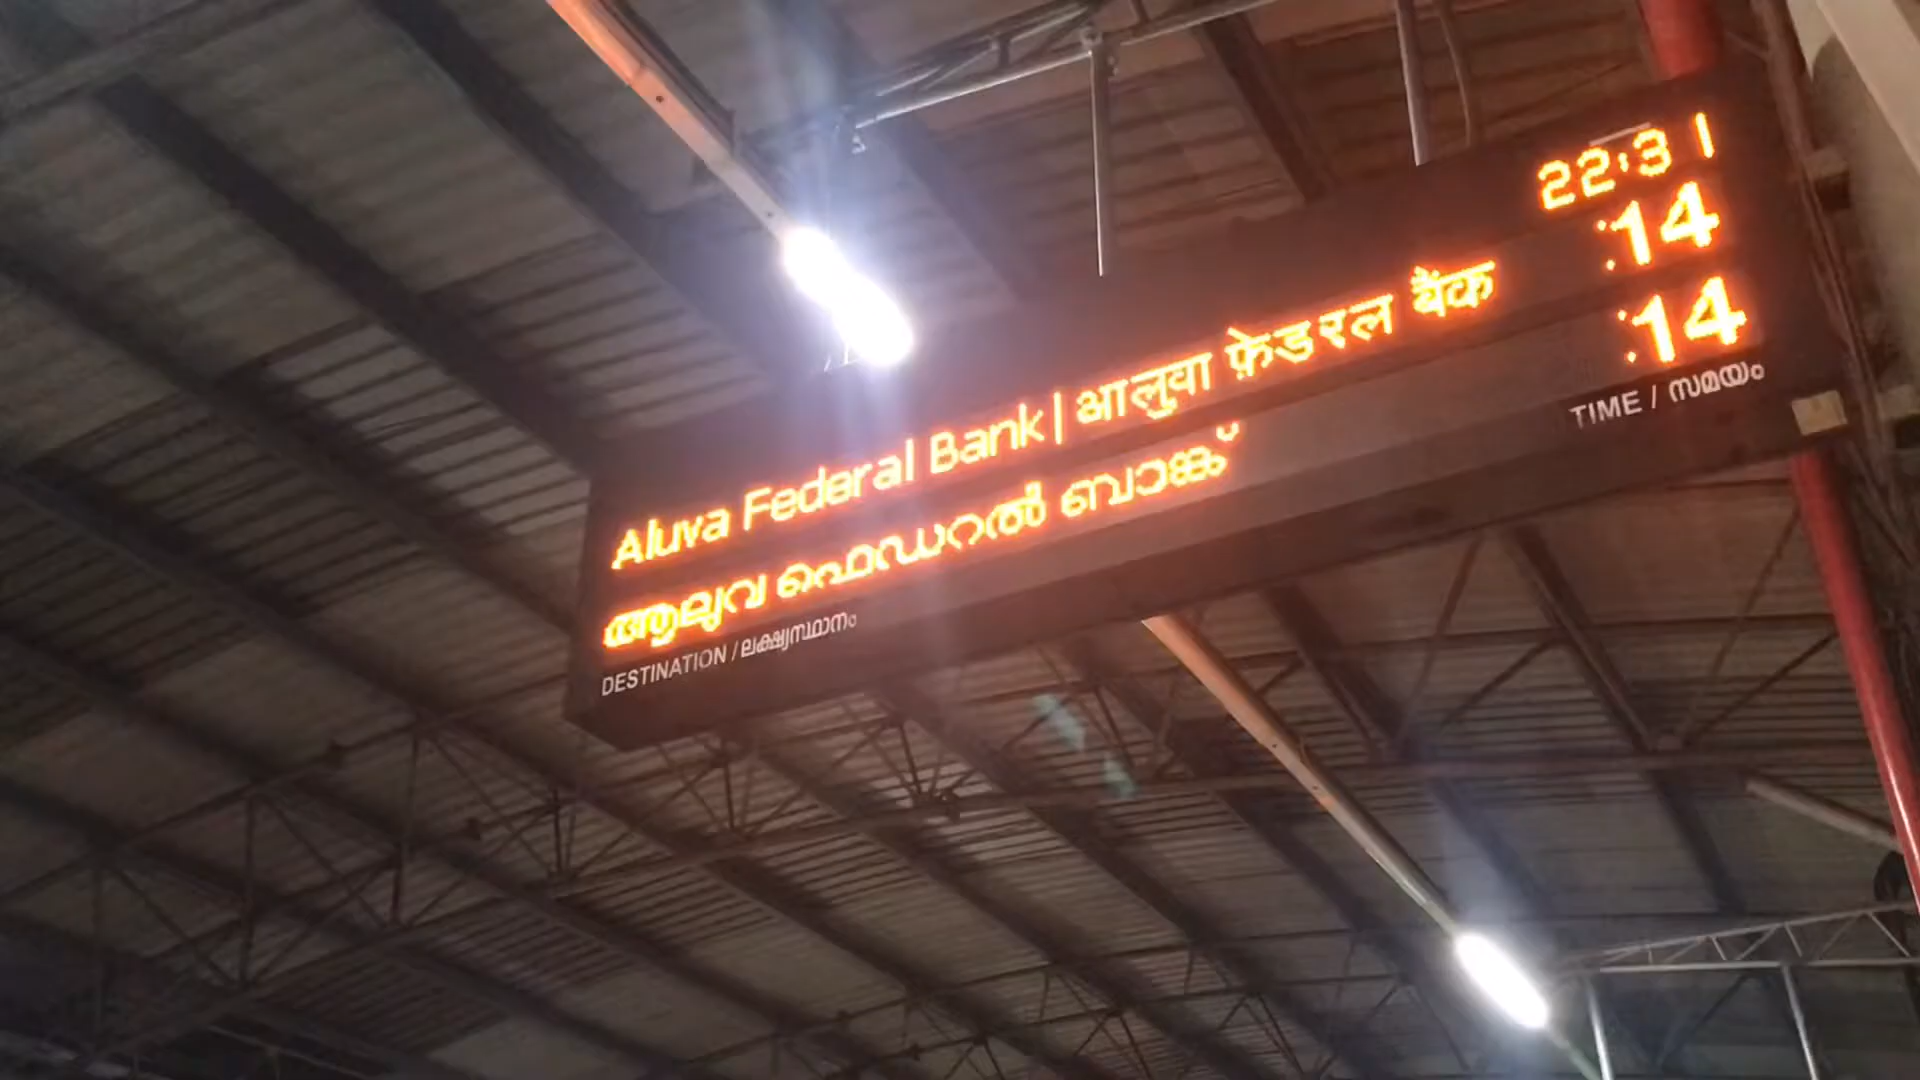 22:31
Aluva Federal Bank | आलुवा फ़ेडरल बैंक :14
ആലുവ ഫെഡറൽ ബാങ്ക് :14
DESTINATION / ലക്ഷ്യസ്ഥാനം TIME / സമയം